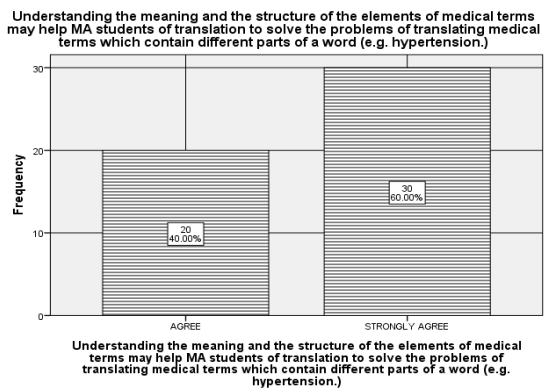 Understanding the meaning and the structure of the elements of medical terms
may help MA students of translation to solve the problems of translating medical
terms which contain different parts of a word (e.g. hypertension.)
30
20
10
0
Frequency
20
40.00%
30
60.00%
AGREE
STRONGLY AGREE
Understanding the meaning and the structure of the elements of medical
terms may help MA students of translation to solve the problems of
translating medical terms which contain different parts of a word (e.g.
hypertension.)